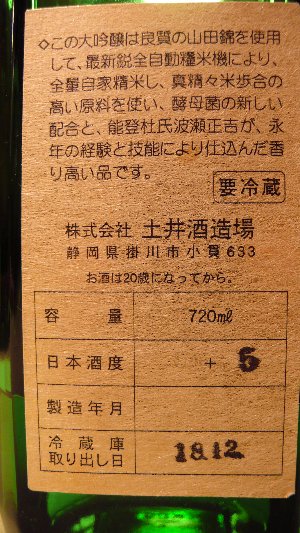 ◇この大吟醸は良質の山田錦を使用
して、最新鋭全自動精米機により、
全量自家精米し、真精々米歩合の
高い原料を使い、酵母菌の新しい
配合と、能登杜氏波瀬正吉が、永
年の経験と技能により仕込んだ香
り高い品です。
要冷蔵
株式会社 土井酒造場
静岡県掛川市小貫633
お酒は20歳になってから。
容量 720㎖
日本酒度 + 5
製造年月
冷蔵庫
取り出し日 18.12